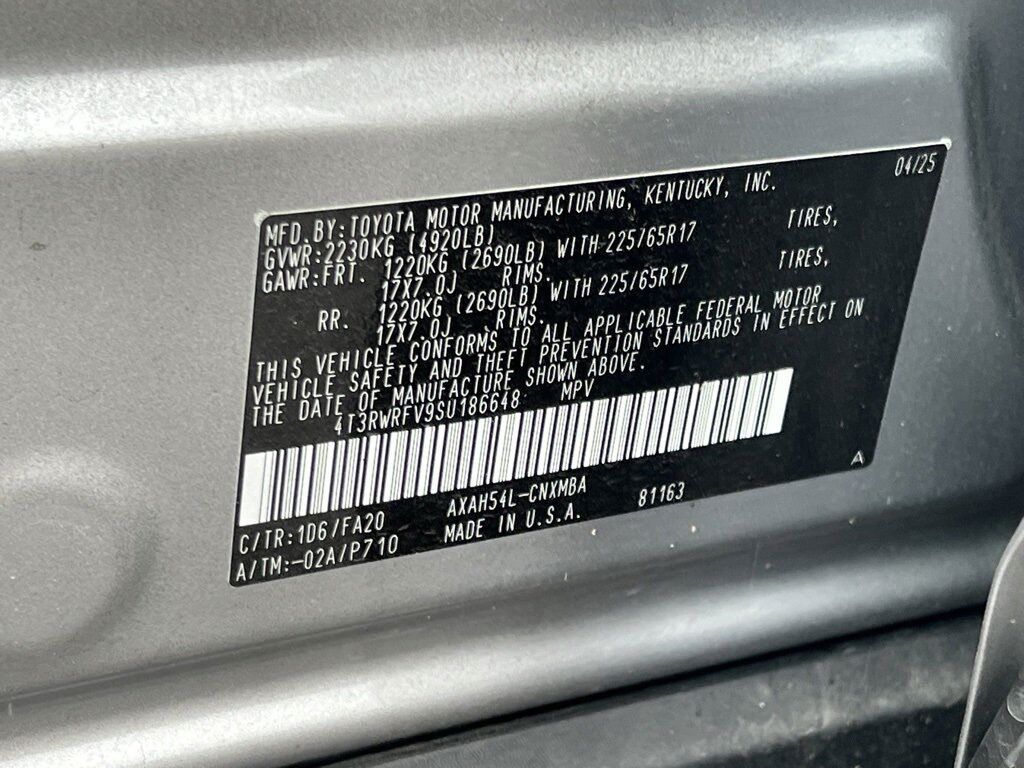 04/25
MFD. BY:TOYOTA MOTOR MANUFACTURING, KENTUCKY, INC.
GVWR:2230KG (4920LB)
GAWR:FRT. 1220KG (2690LB) WITH 225/65R17 TIRES,
17X7.0J RIMS.
RR. 1220KG (2690LB) WITH 225/65R17 TIRES,
17X7.0J RIMS.
THIS VEHICLE CONFORMS TO ALL APPLICABLE FEDERAL MOTOR
VEHICLE SAFETY AND THEFT PREVENTION STANDARDS IN EFFECT ON
THE DATE OF MANUFACTURE SHOWN ABOVE.
4T3RWRFV9SU186648 MPV
C/TR:1D6/FA20 AXAH54L-CNXMBA 81163 A
A/TM:-02A/P710 MADE IN U.S.A.